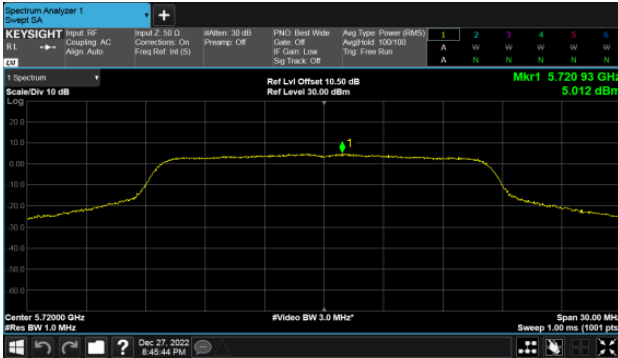 Spectrum Analyzer 1
Swept SA
KEYSIGHT
RL
LXI
Input: RF
Coupling: AC
Align: Auto
Input Z: 50 Ω
Corrections: On
Freq Ref: Int (S)
#Atten: 30 dB
Preamp: Off
PNO: Best Wide
Gate: Off
IF Gain: Low
Sig Track: Off
Avg Type: Power (RMS)
Avg|Hold: 100/100
Trig: Free Run
1 2 3 4 5 6
A W W W W W
A N N N N N
1 Spectrum
Scale/Div 10 dB
Ref Lvl Offset 10.50 dB
Ref Level 30.00 dBm
Mkr1 5.720 93 GHz
5.012 dBm
Log
20.0
10.0
0.00
-10.0
-20.0
-30.0
-40.0
-50.0
-60.0
1
Center 5.72000 GHz
#Res BW 1.0 MHz
#Video BW 3.0 MHz*
Span 30.00 MHz
Sweep 1.00 ms (1001 pts)
?
Dec 27, 2022
8:45:44 PM